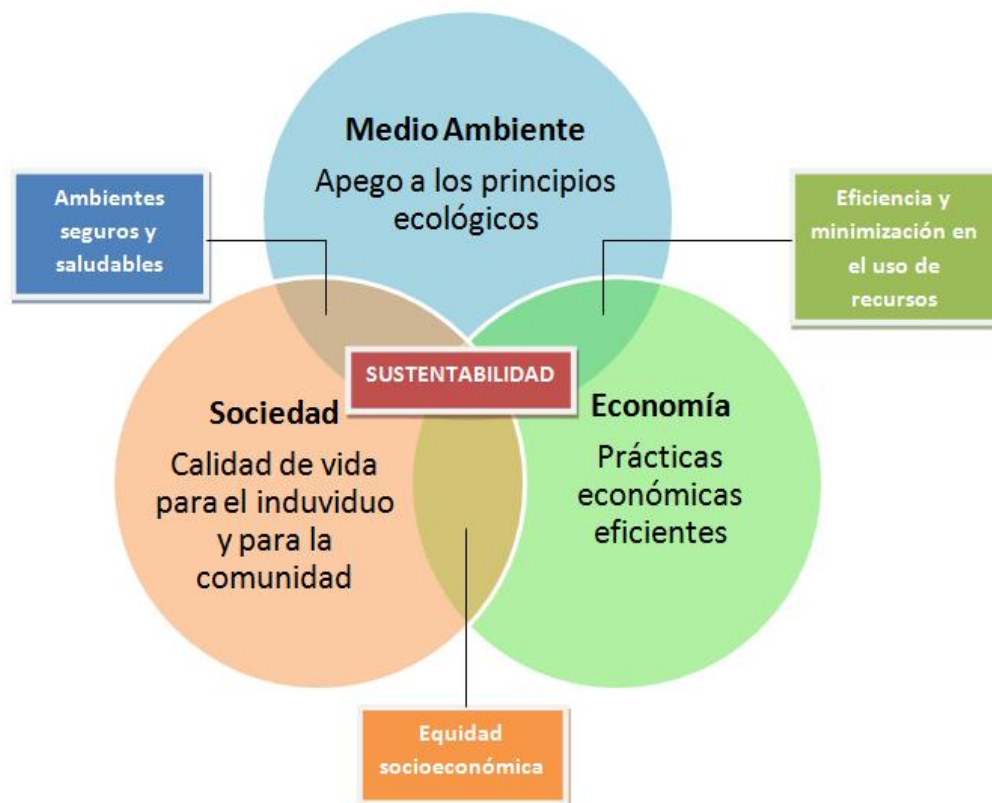 Medio Ambiente
Apego a los principios
ecológicos
Ambientes
seguros y
saludables
Eficiencia y
minimización en
el uso de
recursos
SUSTENTABILIDAD
Sociedad
Calidad de vida
para el induviduo
y para la
comunidad
Economía
Prácticas
económicas
eficientes
Equidad
socioeconómica